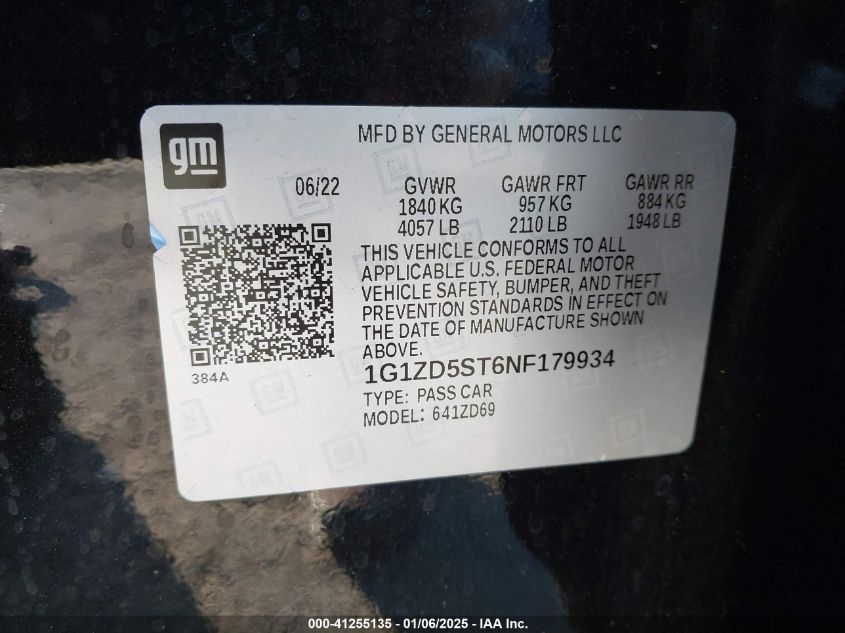 gm
MFD BY GENERAL MOTORS LLC
06/22 GVWR GAWR FRT GAWR RR
1840 KG 957 KG 884 KG
4057 LB 2110 LB 1948 LB
THIS VEHICLE CONFORMS TO ALL
APPLICABLE U.S. FEDERAL MOTOR
VEHICLE SAFETY, BUMPER, AND THEFT
PREVENTION STANDARDS IN EFFECT ON
THE DATE OF MANUFACTURE SHOWN
ABOVE.
384A
1G1ZD5ST6NF179934
TYPE: PASS CAR
MODEL: 641ZD69
000-41255135 - 01/06/2025 - IAA Inc.